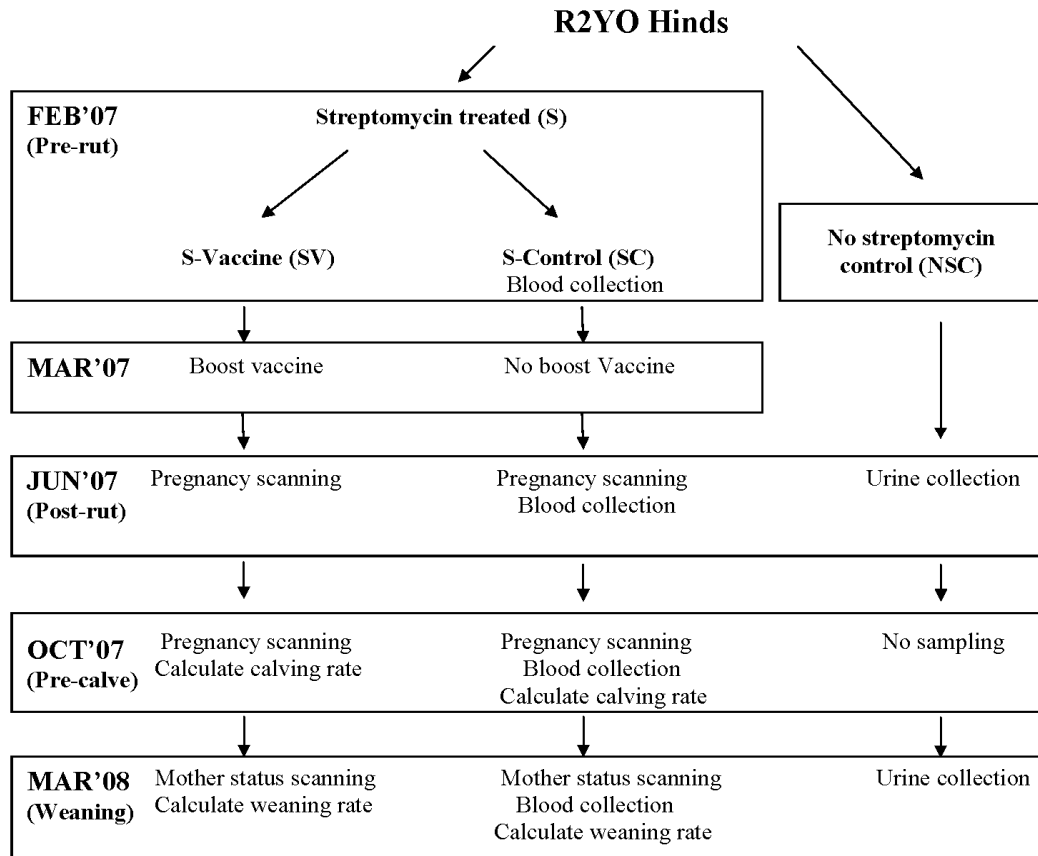 R2YO Hinds
FEB'07
(Pre-rut)
Streptomycin treated (S)
S-Vaccine (SV)
S-Control (SC)
Blood collection
No streptomycin
control (NSC)
MAR'07
Boost vaccine
No boost Vaccine
JUN'07
(Post-rut)
Pregnancy scanning
Pregnancy scanning
Blood collection
Urine collection
OCT'07
(Pre-calve)
Pregnancy scanning
Calculate calving rate
Pregnancy scanning
Blood collection
Calculate calving rate
No sampling
MAR'08
(Weaning)
Mother status scanning
Calculate weaning rate
Mother status scanning
Blood collection
Calculate weaning rate
Urine collection